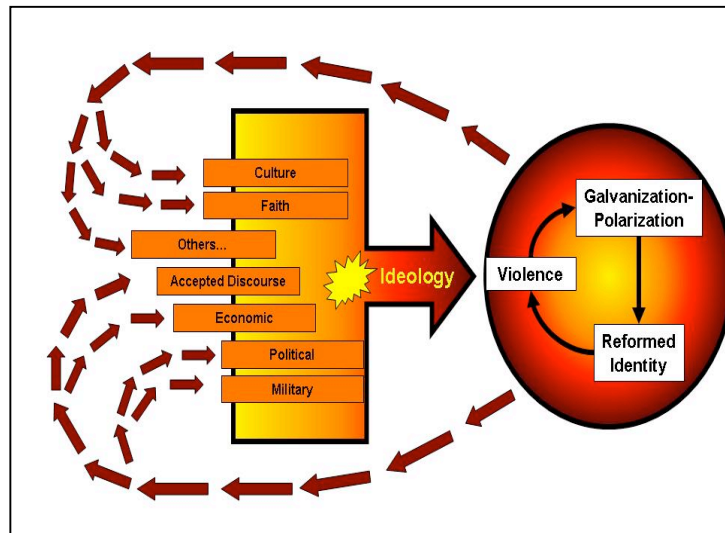 Culture
Faith
Others...
Accepted Discourse
Economic
Political
Military
Ideology
Violence
Galvanization-
Polarization
Reformed
Identity